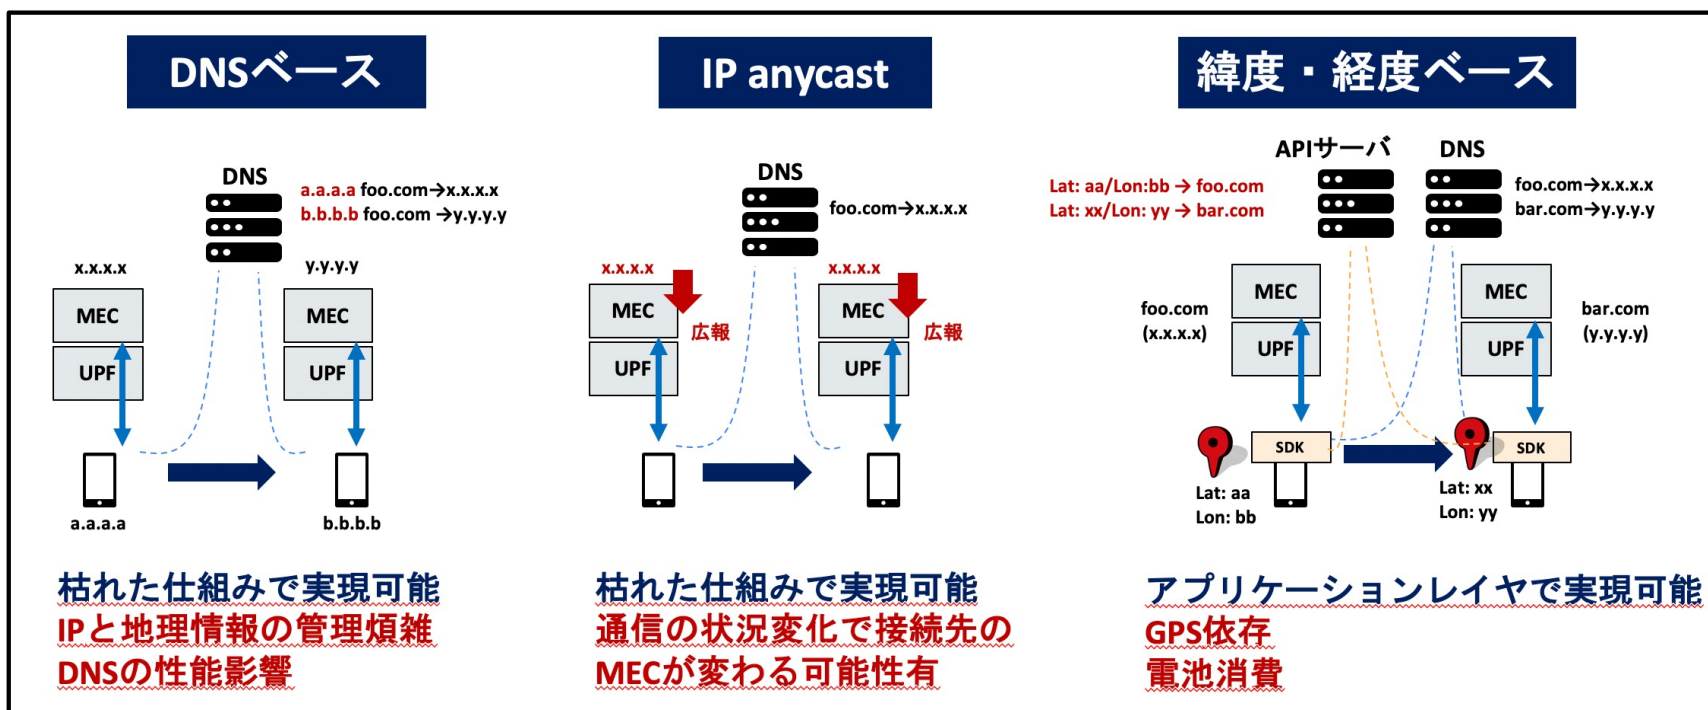 DNSベース
DNS
a.a.a.a foo.com→x.x.x.x
b.b.b.b foo.com →y.y.y.y
x.x.x.x
y.y.y.y
MEC
MEC
UPF
UPF
a.a.a.a
b.b.b.b
枯れた仕組みで実現可能
IPと地理情報の管理煩雑
DNSの性能影響
IP anycast
DNS
foo.com→x.x.x.x
x.x.x.x
x.x.x.x
MEC
広報
MEC
広報
UPF
UPF
枯れた仕組みで実現可能
通信の状況変化で接続先の
MECが変わる可能性有
緯度・経度ベース
APIサーバ
DNS
Lat: aa/Lon:bb → foo.com
Lat: xx/Lon: yy → bar.com
foo.com→x.x.x.x
bar.com→y.y.y.y
MEC
MEC
foo.com
(x.x.x.x)
bar.com
(y.y.y.y)
UPF
UPF
SDK
SDK
Lat: aa
Lon: bb
Lat: xx
Lon: yy
アプリケーションレイヤで実現可能
GPS依存
電池消費